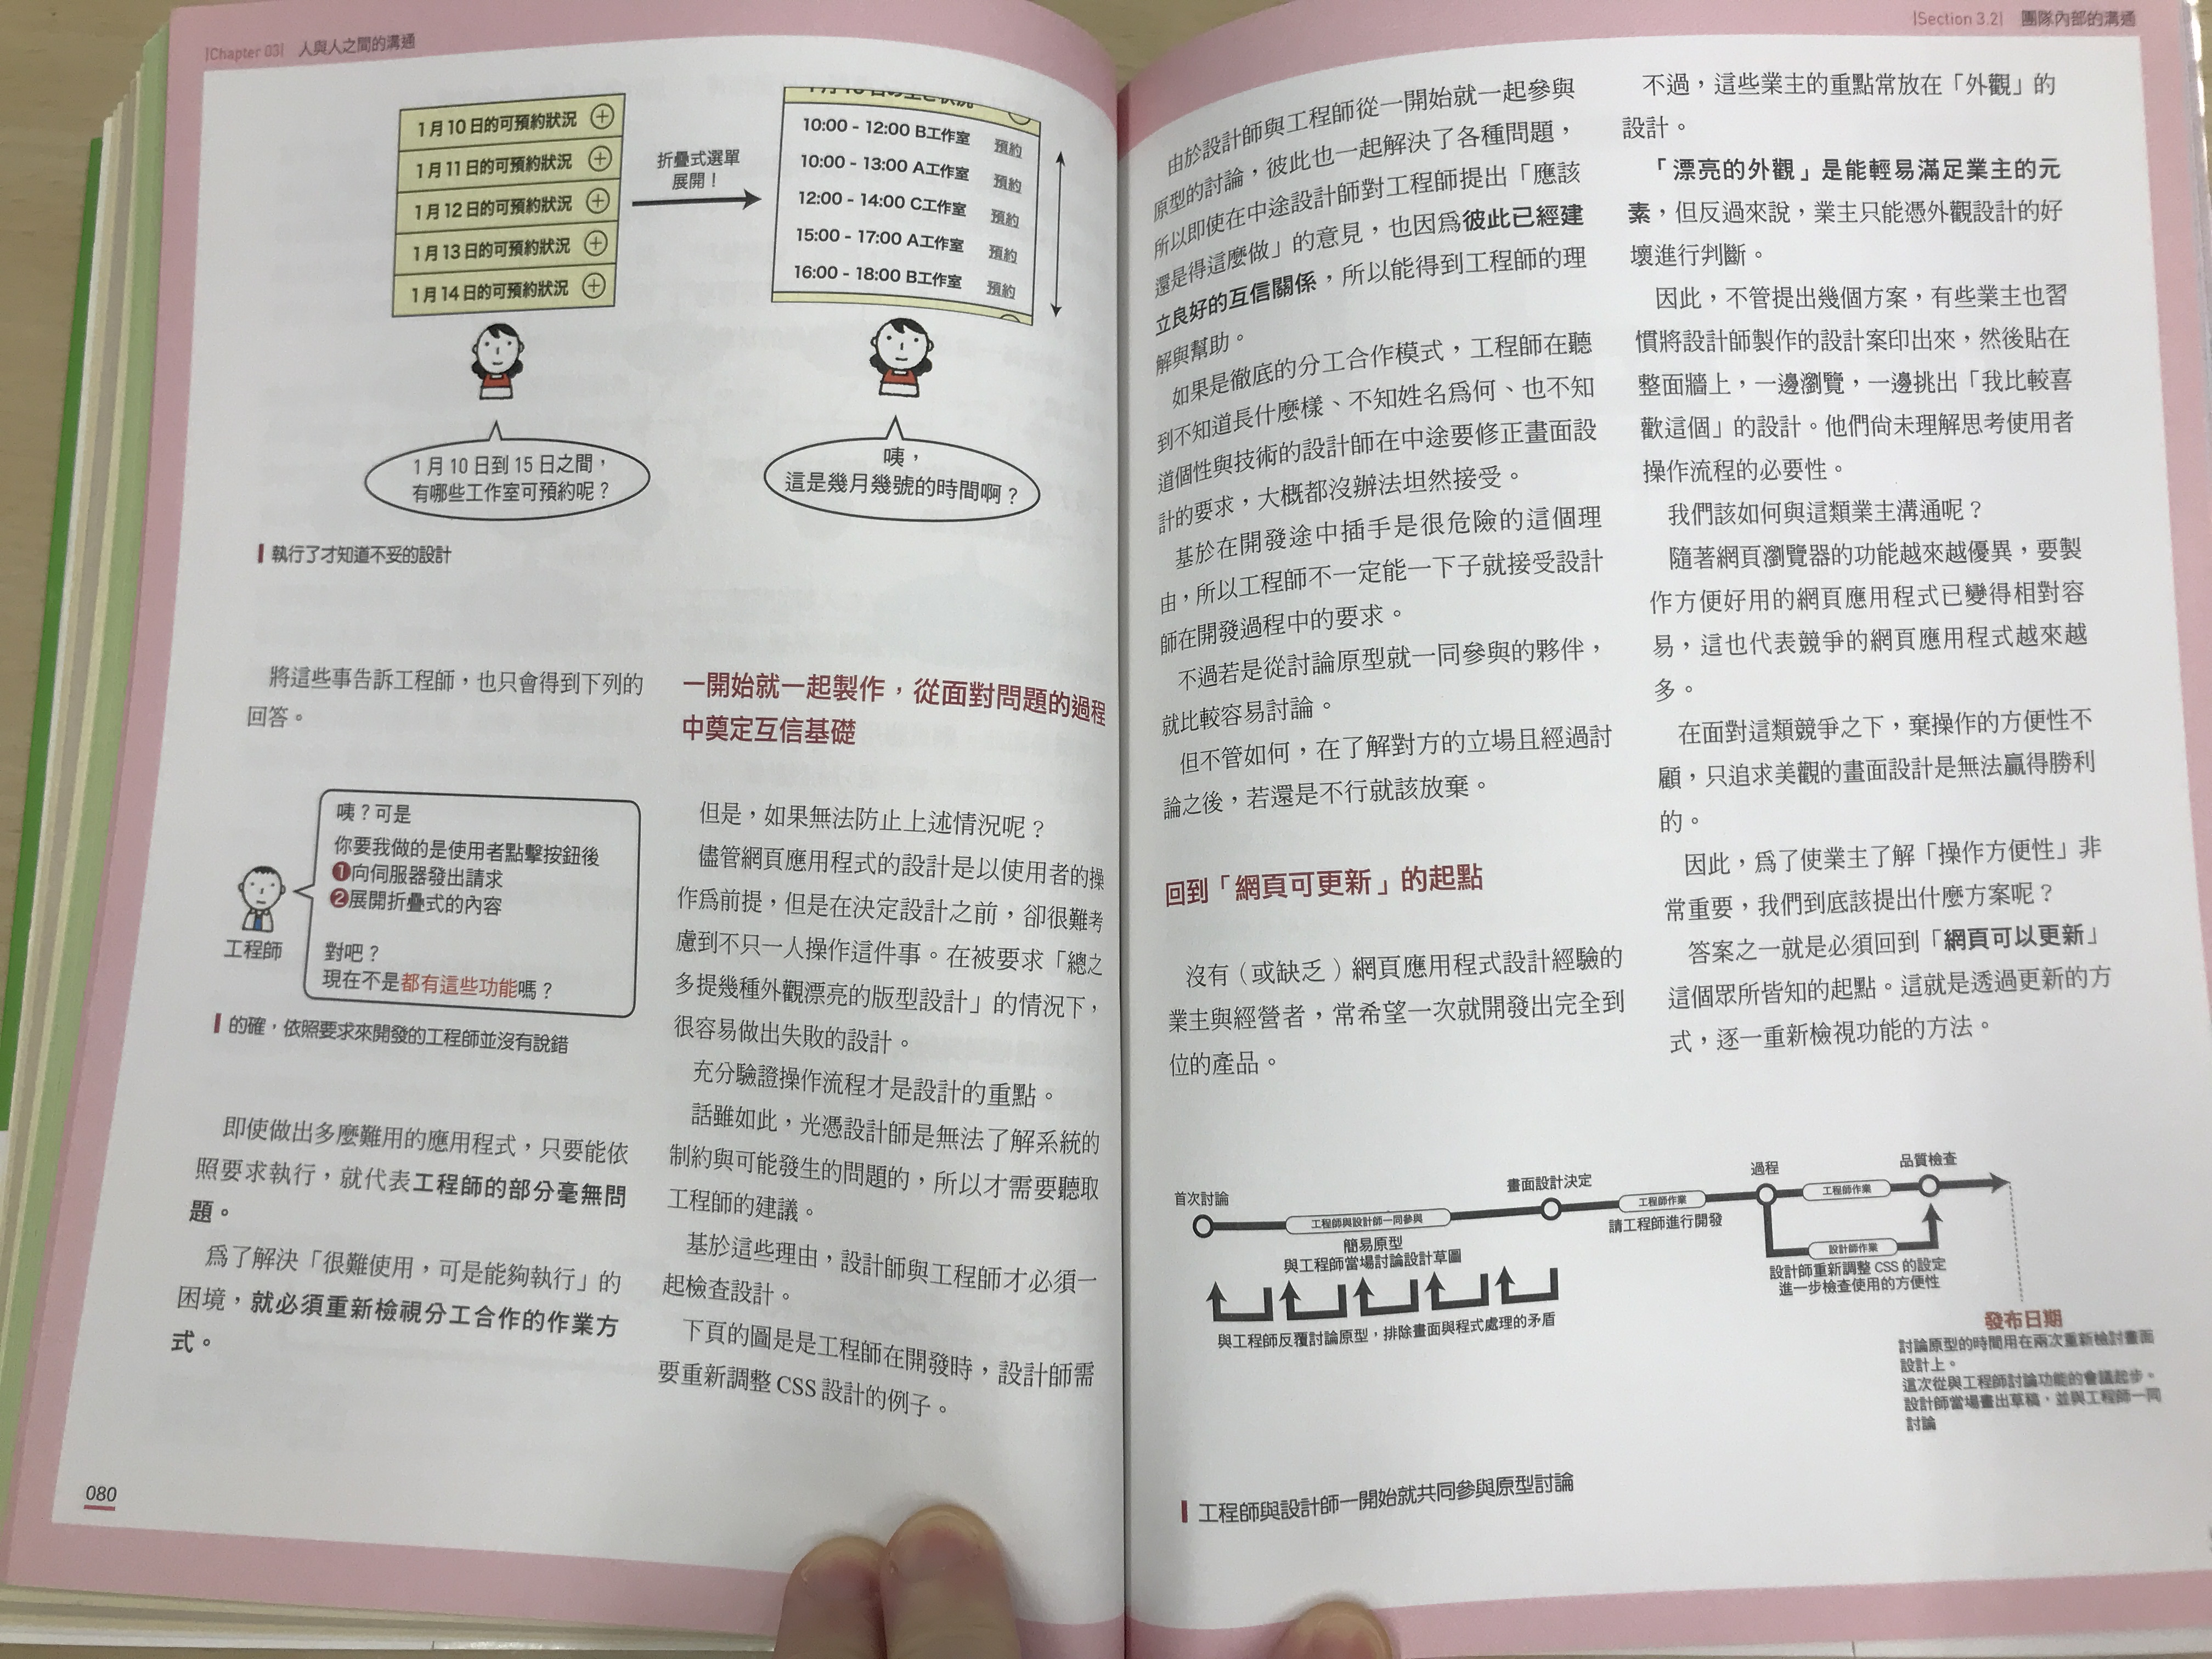 |Chapter 03| 人與人之間的溝通
1月10日的可預約狀況
1月11日的可預約狀況
1月12日的可預約狀況
1月13日的可預約狀況
1月14日的可預約狀況
折疊式選單
展開！
10:00 - 12:00 B工作室 預約
10:00 - 13:00 A工作室 預約
12:00 - 14:00 C工作室 預約
15:00 - 17:00 A工作室 預約
16:00 - 18:00 B工作室 預約
1月10日到15日之間，
有哪些工作室可預約呢？
咦，
這是幾月幾號的時間啊？
執行了才知道不妥的設計
將這些事告訴工程師，也只會得到下列的
回答。
咦？可是
你要我做的是使用者點擊按鈕後
❶向伺服器發出請求
❷展開折疊式的內容
對吧？
現在不是都有這些功能嗎？
工程師
的確，依照要求來開發的工程師並沒有說錯
即使做出多麼難用的應用程式，只要能依
照要求執行，就代表工程師的部分毫無問
題。
為了解決「很難使用，可是能夠執行」的
困境，就必須重新檢視分工合作的作業方
式。
一開始就一起製作，從面對問題的過程
中奠定互信基礎
但是，如果無法防止上述情況呢？
儘管網頁應用程式的設計是以使用者的操
作為前提，但是在決定設計之前，卻很難考
慮到不只一人操作這件事。在被要求「總之
多提幾種外觀漂亮的版型設計」的情況下，
很容易做出失敗的設計。
充分驗證操作流程才是設計的重點。
話雖如此，光憑設計師是無法了解系統的
制約與可能發生的問題的，所以才需要聽取
工程師的建議。
基於這些理由，設計師與工程師才必須一
起檢查設計。
下頁的圖是是工程師在開發時，設計師需
要重新調整 CSS 設計的例子。
080
|Section 3.2| 團隊內部的溝通
由於設計師與工程師從一開始就一起參與
原型的討論，彼此也一起解決了各種問題，
所以即使在中途設計師對工程師提出「應該
還是得這麼做」的意見，也因為彼此已經建
立良好的互信關係，所以能得到工程師的理
解與幫助。
如果是徹底的分工合作模式，工程師在聽
到不知道長什麼樣、不知姓名為何、也不知
道個性與技術的設計師在中途要修正畫面設
計的要求，大概都沒辦法坦然接受。
基於在開發途中插手是很危險的這個理
由，所以工程師不一定能一下子就接受設計
師在開發過程中的要求。
不過若是從討論原型就一同參與的夥伴，
就比較容易討論。
但不管如何，在了解對方的立場且經過討
論之後，若還是不行就該放棄。
回到「網頁可更新」的起點
沒有（或缺乏）網頁應用程式設計經驗的
業主與經營者，常希望一次就開發出完全到
位的產品。
不過，這些業主的重點常放在「外觀」的
設計。
「漂亮的外觀」是能輕易滿足業主的元
素，但反過來說，業主只能憑外觀設計的好
壞進行判斷。
因此，不管提出幾個方案，有些業主也習
慣將設計師製作的設計案印出來，然後貼在
整面牆上，一邊瀏覽，一邊挑出「我比較喜
歡這個」的設計。他們尚未理解思考使用者
操作流程的必要性。
我們該如何與這類業主溝通呢？
隨著網頁瀏覽器的功能越來越優異，要製
作方便好用的網頁應用程式已變得相對容
易，這也代表競爭的網頁應用程式越來越
多。
在面對這類競爭之下，棄操作的方便性不
顧，只追求美觀的畫面設計是無法贏得勝利
的。
因此，為了使業主了解「操作方便性」非
常重要，我們到底該提出什麼方案呢？
答案之一就是必須回到「網頁可以更新」
這個眾所皆知的起點。這就是透過更新的方
式，逐一重新檢視功能的方法。
首次討論
工程師與設計師一同參與
簡易原型
與工程師當場討論設計草圖
與工程師反覆討論原型，排除畫面與程式處理的矛盾
畫面設計決定
工程師作業
請工程師進行開發
過程
工程師作業
品質檢查
設計師作業
設計師重新調整 CSS 的設定
進一步檢查使用的方便性
發布日期
討論原型的時間用在兩次重新檢討畫面
設計上。
這次從與工程師討論功能的會議起步。
設計師當場畫出草稿，並與工程師一同
討論
工程師與設計師一開始就共同參與原型討論